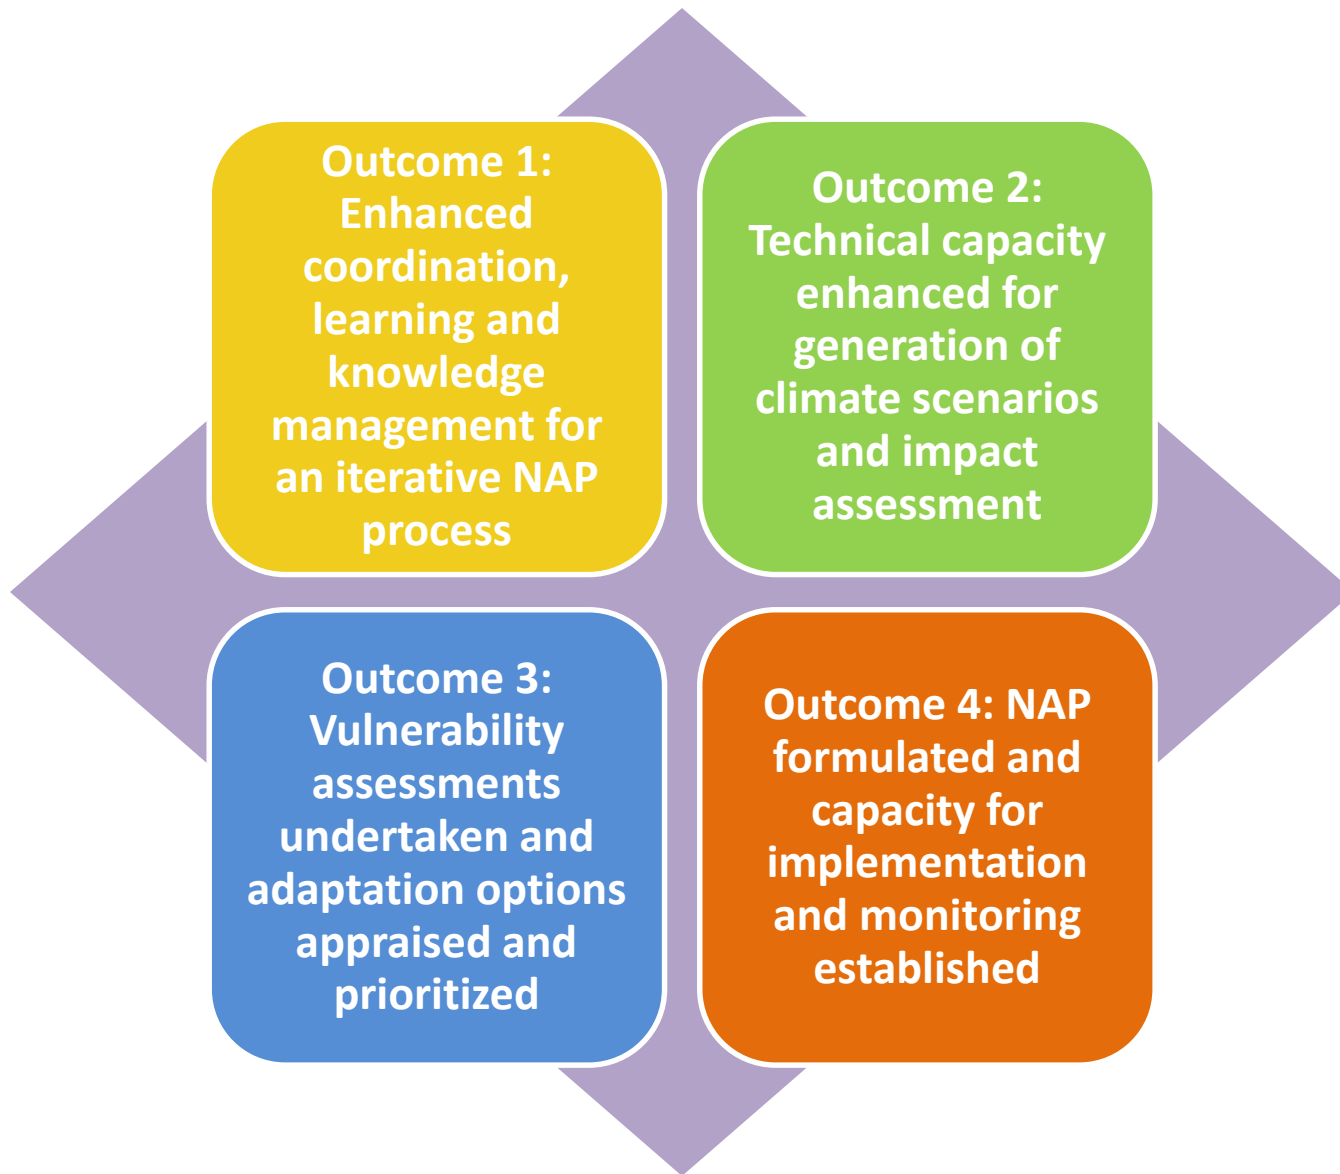 Outcome 1:
Enhanced
coordination,
learning and
knowledge
management for
an iterative NAP
process
Outcome 2:
Technical capacity
enhanced for
generation of
climate scenarios
and impact
assessment
Outcome 3:
Vulnerability
assessments
undertaken and
adaptation options
appraised and
prioritized
Outcome 4: NAP
formulated and
capacity for
implementation
and monitoring
established